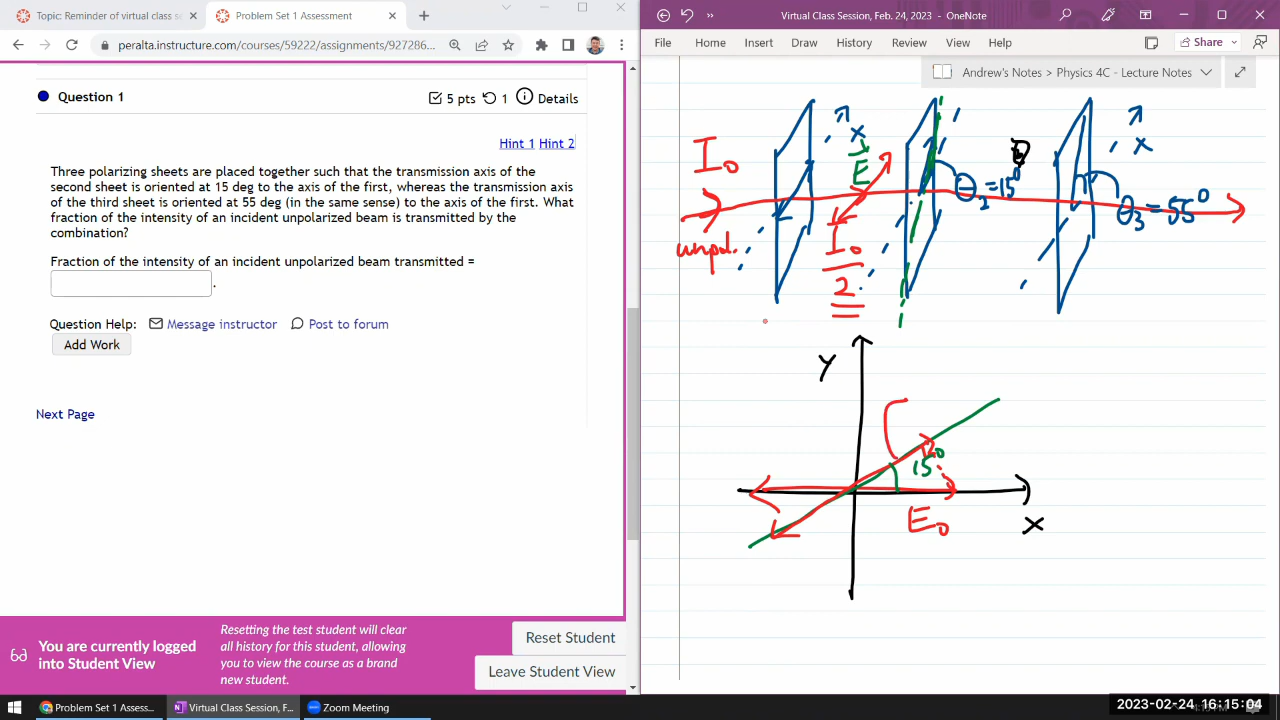 Topic: Reminder of virtual class s
Problem Set 1 Assessment
peralta.instructure.com/courses/59222/assignments/927286...
Question 1
5 pts
1
Details
Hint 1 Hint 2
Three polarizing sheets are placed together such that the transmission axis of the
second sheet is oriented at 15 deg to the axis of the first, whereas the transmission axis
of the third sheet is oriented at 55 deg (in the same sense) to the axis of the first. What
fraction of the intensity of an incident unpolarized beam is transmitted by the
combination?
Fraction of the intensity of an incident unpolarized beam transmitted =
.
Question Help:
Message instructor
Post to forum
Add Work
Next Page
You are currently logged
into Student View
Resetting the test student will clear
all history for this student, allowing
you to view the course as a brand
new student.
Reset Student
Leave Student View
Virtual Class Session, Feb. 24, 2023 - OneNote
File
Home
Insert
Draw
History
Review
View
Help
Share
Andrew's Notes > Physics 4C - Lecture Notes
I₀
unpol.
x
E
I₀
2
θ₂ = 15°
x
θ₃ = 55°
y
15°
E₀
x
Problem Set 1 Assess...
Virtual Class Session, F...
Zoom Meeting
2023-02-24 16:15:04